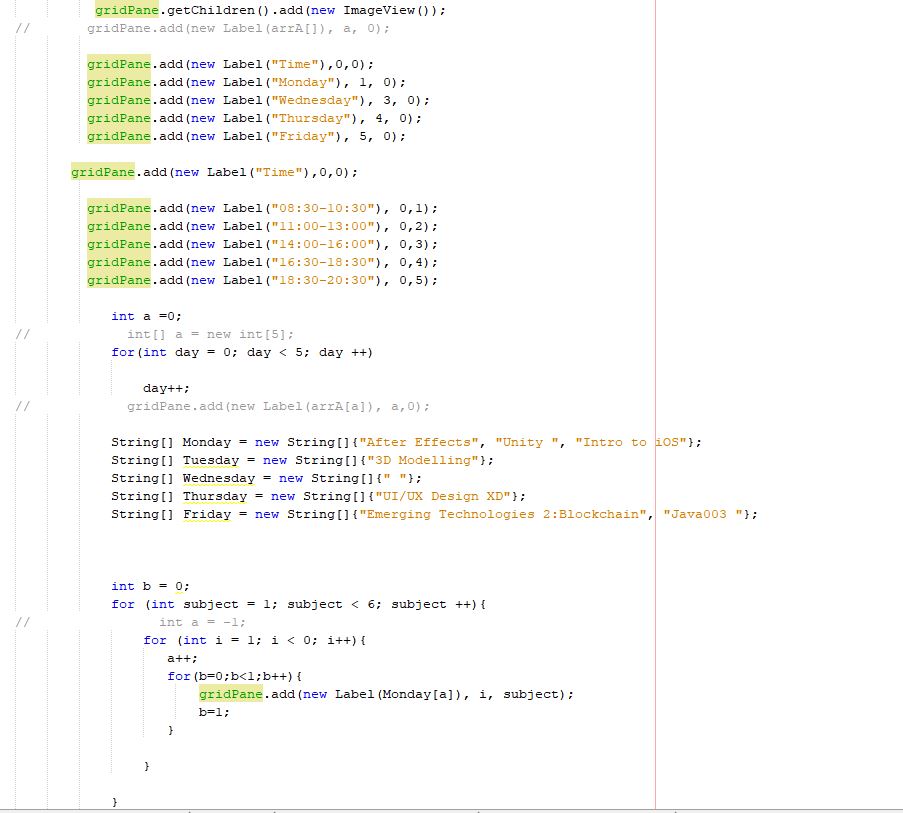 gridPane.getChildren().add(new ImageView());
// gridPane.add(new Label(arrA[]), a, 0);
gridPane.add(new Label("Time"),0,0);
gridPane.add(new Label("Monday"), 1, 0);
gridPane.add(new Label("Wednesday"), 3, 0);
gridPane.add(new Label("Thursday"), 4, 0);
gridPane.add(new Label("Friday"), 5, 0);
gridPane.add(new Label("Time"),0,0);
gridPane.add(new Label("08:30-10:30"), 0,1);
gridPane.add(new Label("11:00-13:00"), 0,2);
gridPane.add(new Label("14:00-16:00"), 0,3);
gridPane.add(new Label("16:30-18:30"), 0,4);
gridPane.add(new Label("18:30-20:30"), 0,5);
int a =0;
// int[] a = new int[5];
for(int day = 0; day < 5; day ++)
day++;
// gridPane.add(new Label(arrA[a]), a,0);
String[] Monday = new String[]{"After Effects", "Unity ", "Intro to iOS"};
String[] Tuesday = new String[]{"3D Modelling"};
String[] Wednesday = new String[]{" "};
String[] Thursday = new String[]{"UI/UX Design XD"};
String[] Friday = new String[]{"Emerging Technologies 2:Blockchain", "Java003 "};
int b = 0;
for (int subject = 1; subject < 6; subject ++){
// int a = -1;
for (int i = 1; i < 0; i++){
a++;
for(b=0;b<1;b++){
gridPane.add(new Label(Monday[a]), i, subject);
b=1;
}
}
}